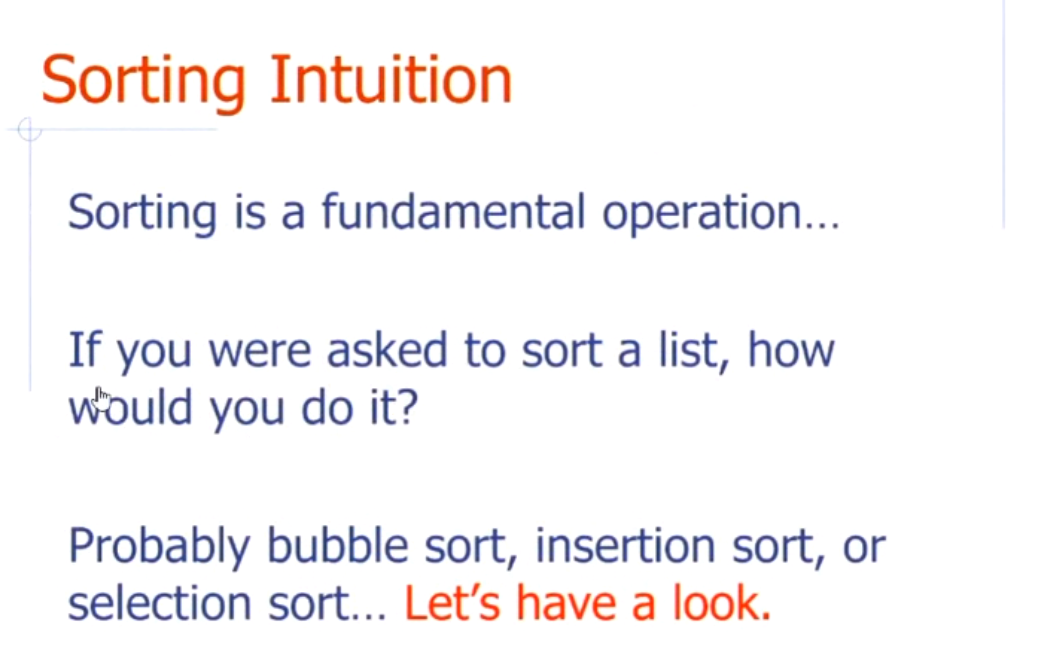 Sorting Intuition
Sorting is a fundamental operation...
If you were asked to sort a list, how
would you do it?
Probably bubble sort, insertion sort, or
selection sort... Let's have a look.